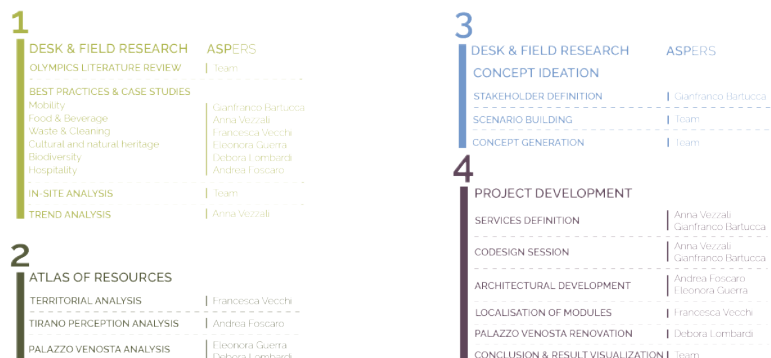 1
DESK & FIELD RESEARCH ASPERS
OLYMPICS LITERATURE REVIEW Team
BEST PRACTICES & CASE STUDIES
Mobility Gianfranco Bartucca
Food & Beverage Anna Vezzali
Waste & Cleaning Francesca Vecchi
Cultural and natural heritage Eleonora Guerra
Biodiversity Debora Lombardi
Hospitality Andrea Foscaro
IN-SITE ANALYSIS Team
TREND ANALYSIS Anna Vezzali
2
ATLAS OF RESOURCES
TERRITORIAL ANALYSIS Francesca Vecchi
TIRANO PERCEPTION ANALYSIS Andrea Foscaro
PALAZZO VENOSTA ANALYSIS Eleonora Guerra
Debora Lombardi
3
DESK & FIELD RESEARCH ASPERS
CONCEPT IDEATION
STAKEHOLDER DEFINITION Gianfranco Bartucca
SCENARIO BUILDING Team
CONCEPT GENERATION Team
4
PROJECT DEVELOPMENT
SERVICES DEFINITION Anna Vezzali
Gianfranco Bartucca
CODESIGN SESSION Anna Vezzali
Gianfranco Bartucca
ARCHITECTURAL DEVELOPMENT Andrea Foscaro
Eleonora Guerra
LOCALISATION OF MODULES Francesca Vecchi
PALAZZO VENOSTA RENOVATION Debora Lombardi
CONCLUSION & RESULT VISUALIZATION Team